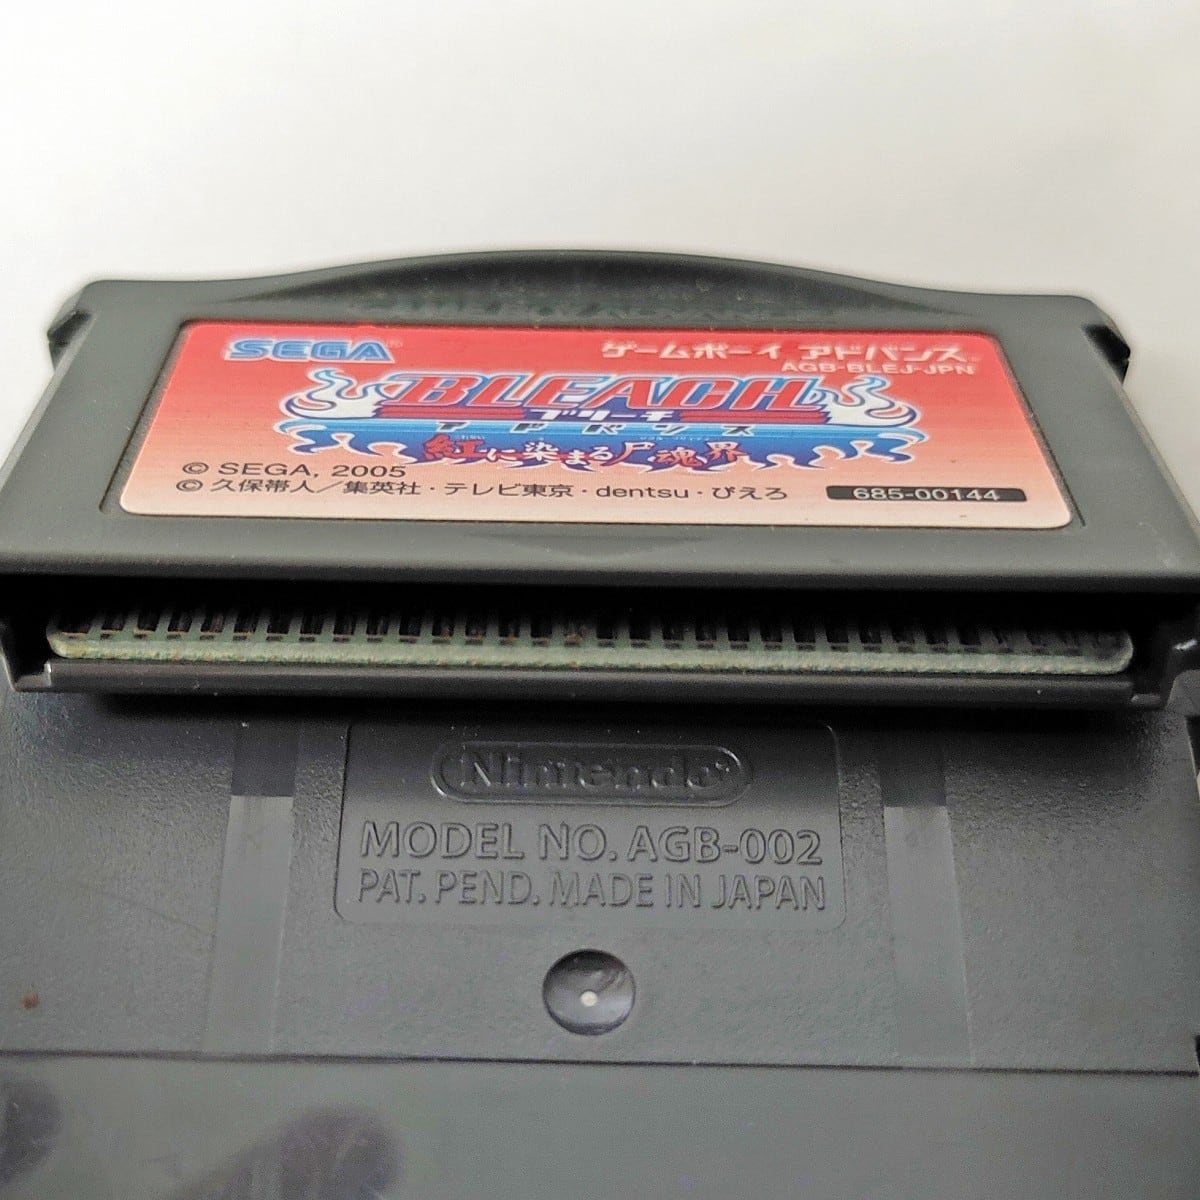 SEGA
ゲームボーイ アドバンス
AGB-BLEJ-JPN
BLEACH
ブリーチ
アドバンス
紅に染まる尸魂界
© SEGA, 2005
© 久保帯人／集英社・テレビ東京・dentsu・ぴえろ
685-00144
Nintendo
MODEL NO. AGB-002
PAT. PEND. MADE IN JAPAN